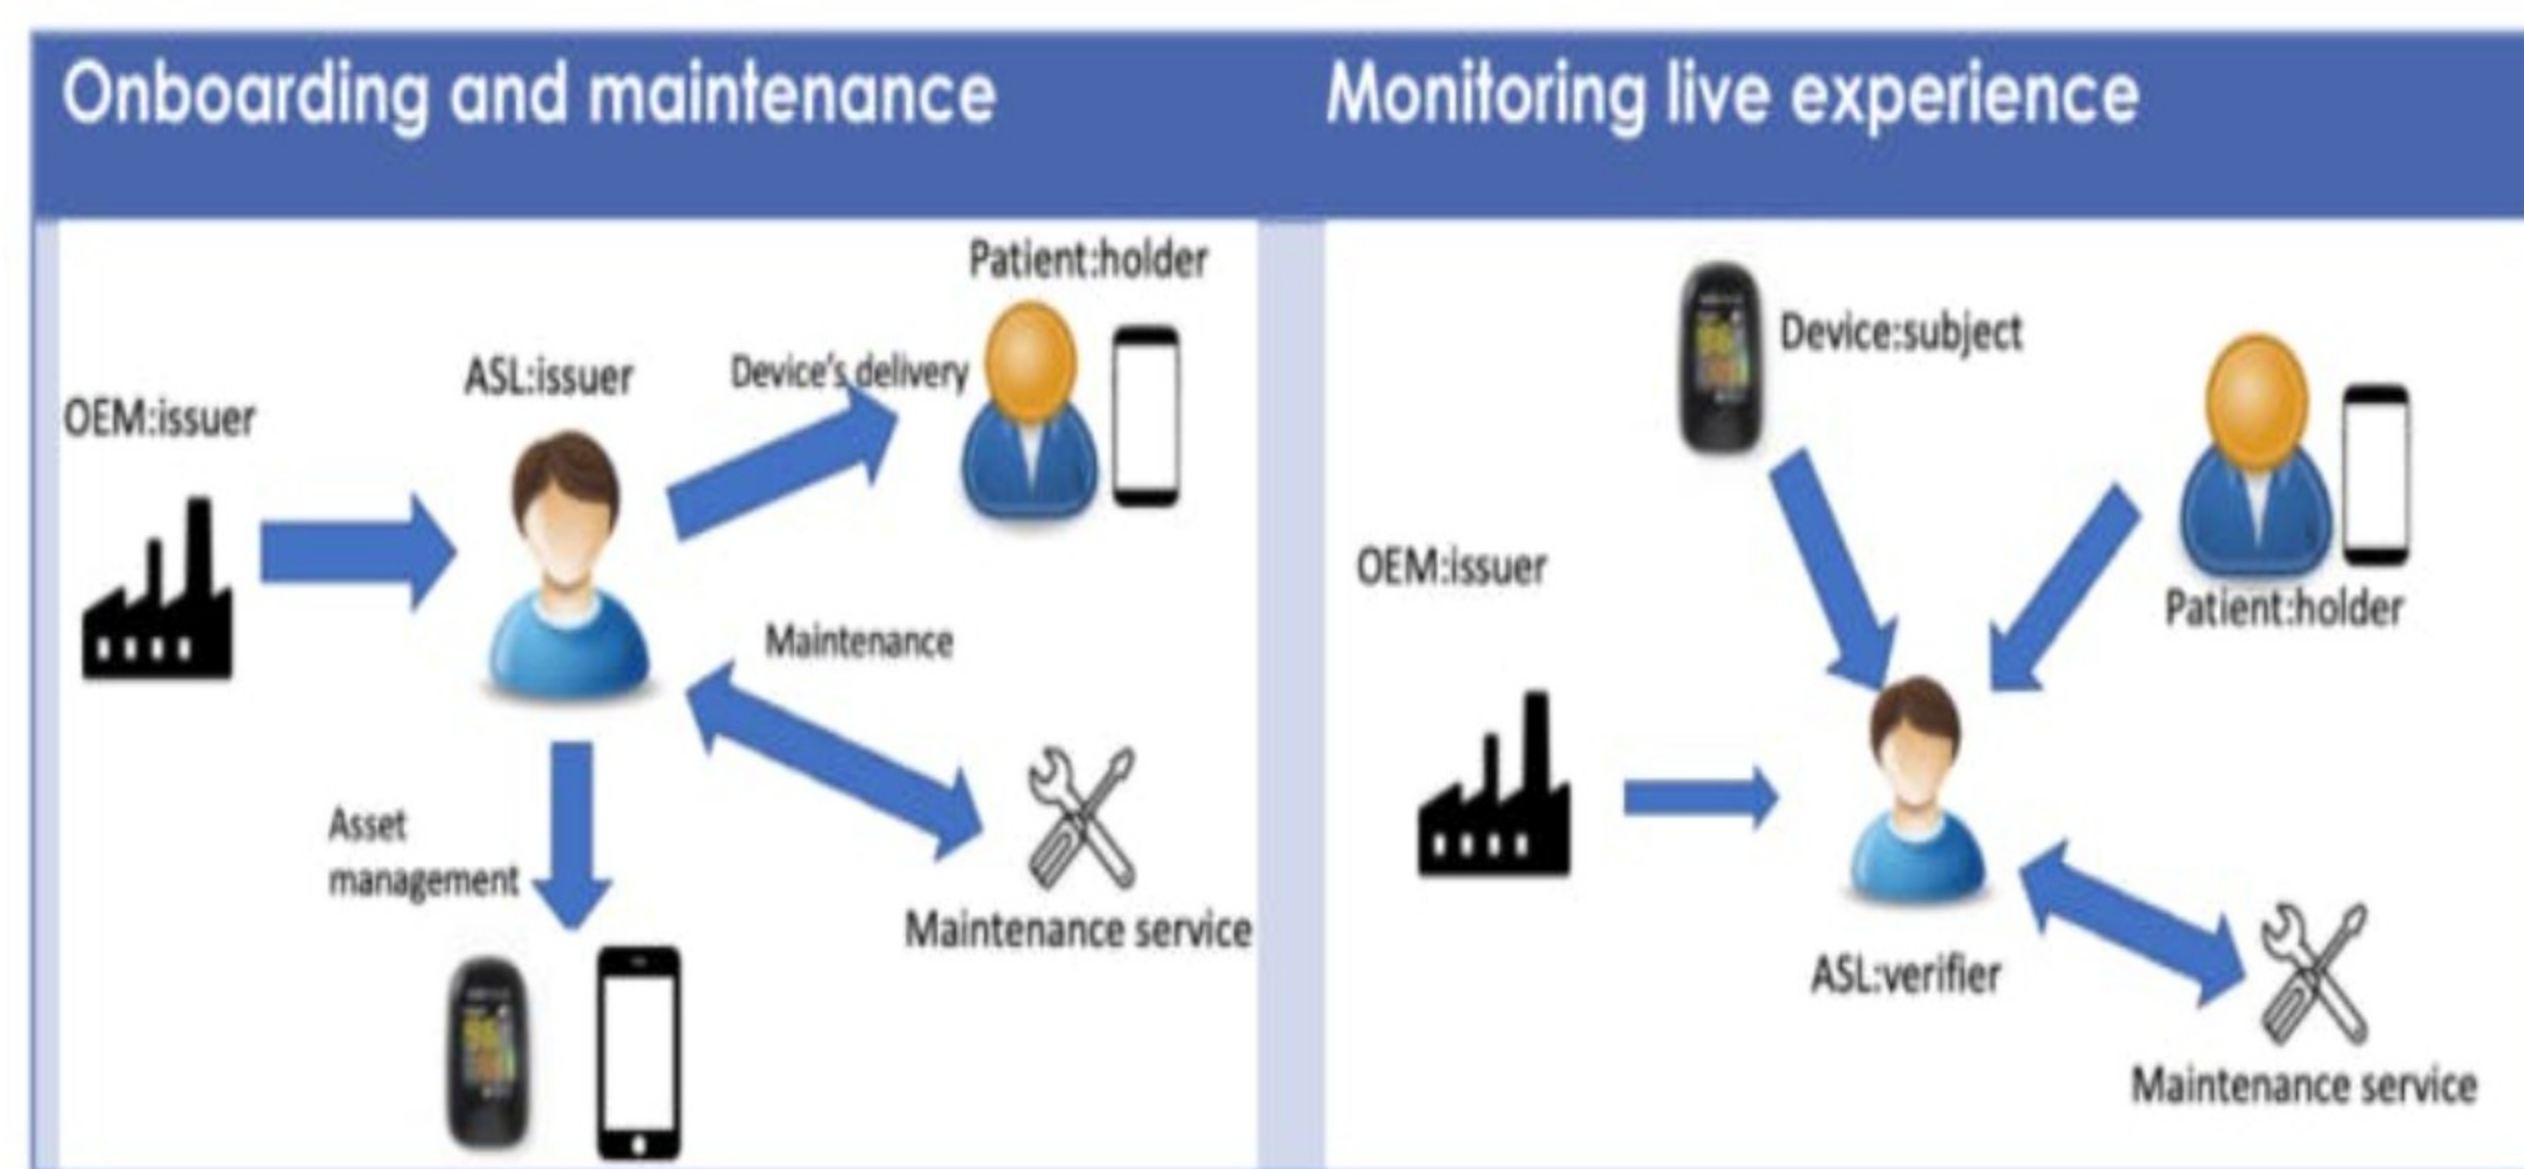 Onboarding and maintenance
Monitoring live experience
Patient:holder
ASL:issuer
Device's delivery
OEM:issuer
Maintenance
Asset
management
Maintenance service
Device:subject
OEM:issuer
Patient:holder
ASL:verifier
Maintenance service